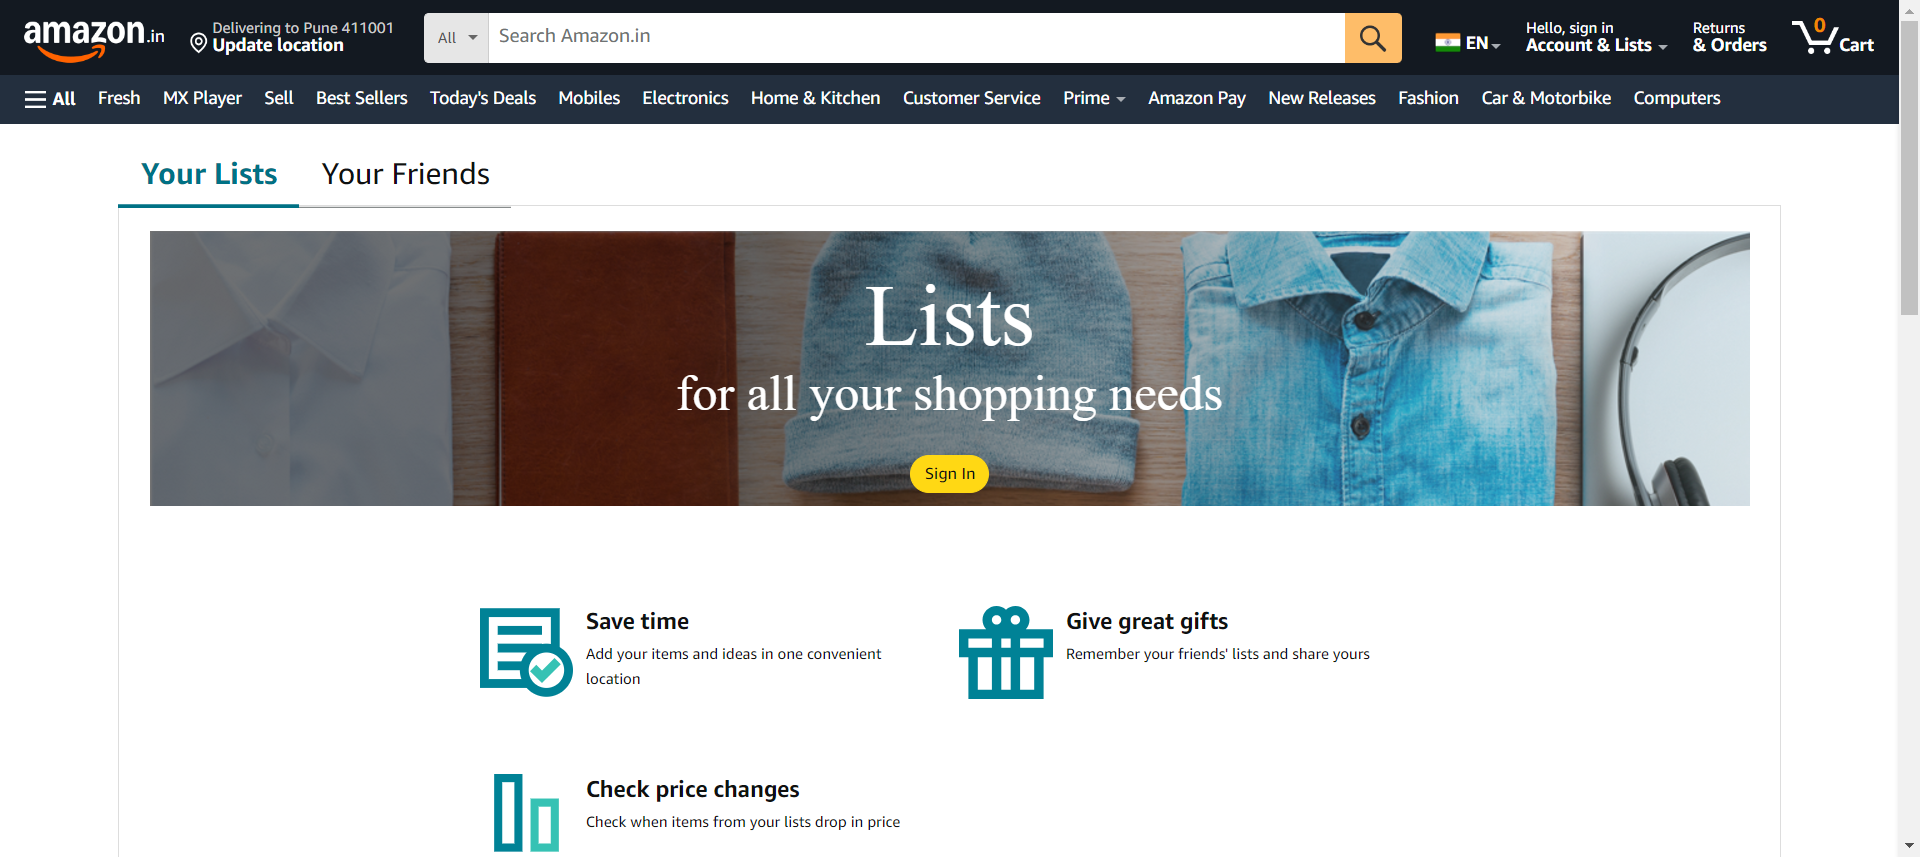 amazon.in
Delivering to Pune 411001
Update location
All
Search Amazon.in
EN
Hello, sign in
Account & Lists
Returns
& Orders
0
Cart
All
Fresh
MX Player
Sell
Best Sellers
Today's Deals
Mobiles
Electronics
Home & Kitchen
Customer Service
Prime
Amazon Pay
New Releases
Fashion
Car & Motorbike
Computers
Your Lists
Your Friends
Lists
for all your shopping needs
Sign In
Save time
Add your items and ideas in one convenient
location
Give great gifts
Remember your friends' lists and share yours
Check price changes
Check when items from your lists drop in price